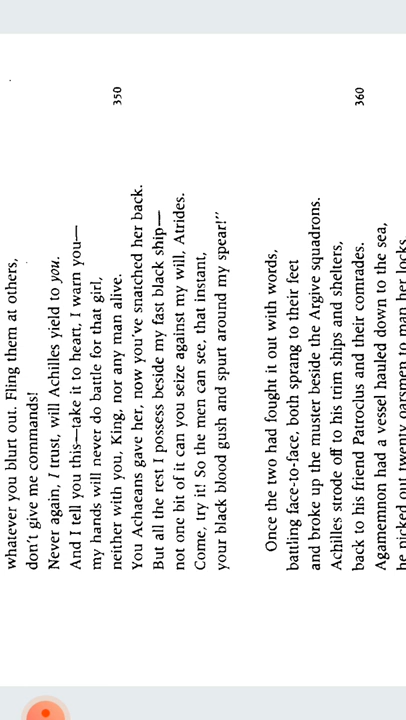 whatever you blurt out. Fling them at others,
don't give me commands!
Never again, I trust, will Achilles yield to you.
And I tell you this—take it to heart, I warn you—
my hands will never do battle for that girl,
neither with you, King, nor any man alive. 350
You Achaeans gave her, now you've snatched her back.
But all the rest I possess beside my fast black ship—
not one bit of it can you seize against my will, Atrides.
Come, try it! So the men can see, that instant,
your black blood gush and spurt around my spear!"
Once the two had fought it out with words,
battling face-to-face, both sprang to their feet
and broke up the muster beside the Argive squadrons.
Achilles strode off to his trim ships and shelters,
back to his friend Patroclus and their comrades. 360
Agamemnon had a vessel hauled down to the sea,
he picked out twenty oarsmen to man her locks